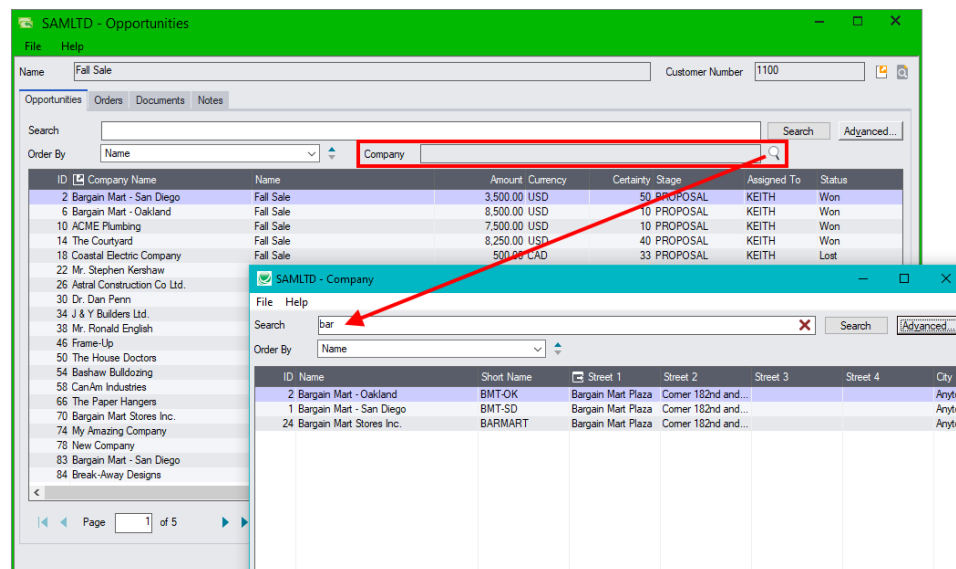 SAMLTD - Opportunities
File Help
Name Fall Sale Customer Number 1100
Opportunities Orders Documents Notes
Search Search Advanced...
Order By Name Company
ID Company Name Name Amount Currency Certainty Stage Assigned To Status
2 Bargain Mart - San Diego Fall Sale 3,500.00 USD 50 PROPOSAL KEITH Won
6 Bargain Mart - Oakland Fall Sale 8,500.00 USD 10 PROPOSAL KEITH Won
10 ACME Plumbing Fall Sale 7,500.00 USD 10 PROPOSAL KEITH Won
14 The Courtyard Fall Sale 8,250.00 USD 40 PROPOSAL KEITH Won
18 Coastal Electric Company Fall Sale 500.00 CAD 33 PROPOSAL KEITH Lost
22 Mr. Stephen Kershaw
26 Astral Construction Co Ltd.
30 Dr. Dan Penn
34 J & Y Builders Ltd.
38 Mr. Ronald English
46 Frame-Up
50 The House Doctors
54 Bashaw Bulldozing
58 CanAm Industries
66 The Paper Hangers
70 Bargain Mart Stores Inc.
74 My Amazing Company
78 New Company
83 Bargain Mart - San Diego
84 Break-Away Designs
Page 1 of 5
SAMLTD - Company
File Help
Search bar Search Advanced...
Order By Name
ID Name Short Name Street 1 Street 2 Street 3 Street 4 City
2 Bargain Mart - Oakland BMT-OK Bargain Mart Plaza Corner 182nd and... Anyt
1 Bargain Mart - San Diego BMT-SD Bargain Mart Plaza Corner 182nd and... Anyt
24 Bargain Mart Stores Inc. BARMART Bargain Mart Plaza Corner 182nd and... Anyt